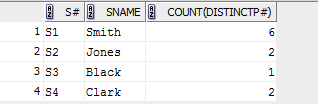 S# SNAME COUNT(DISTINCTP#)
1 S1 Smith 6
2 S2 Jones 2
3 S3 Black 1
4 S4 Clark 2